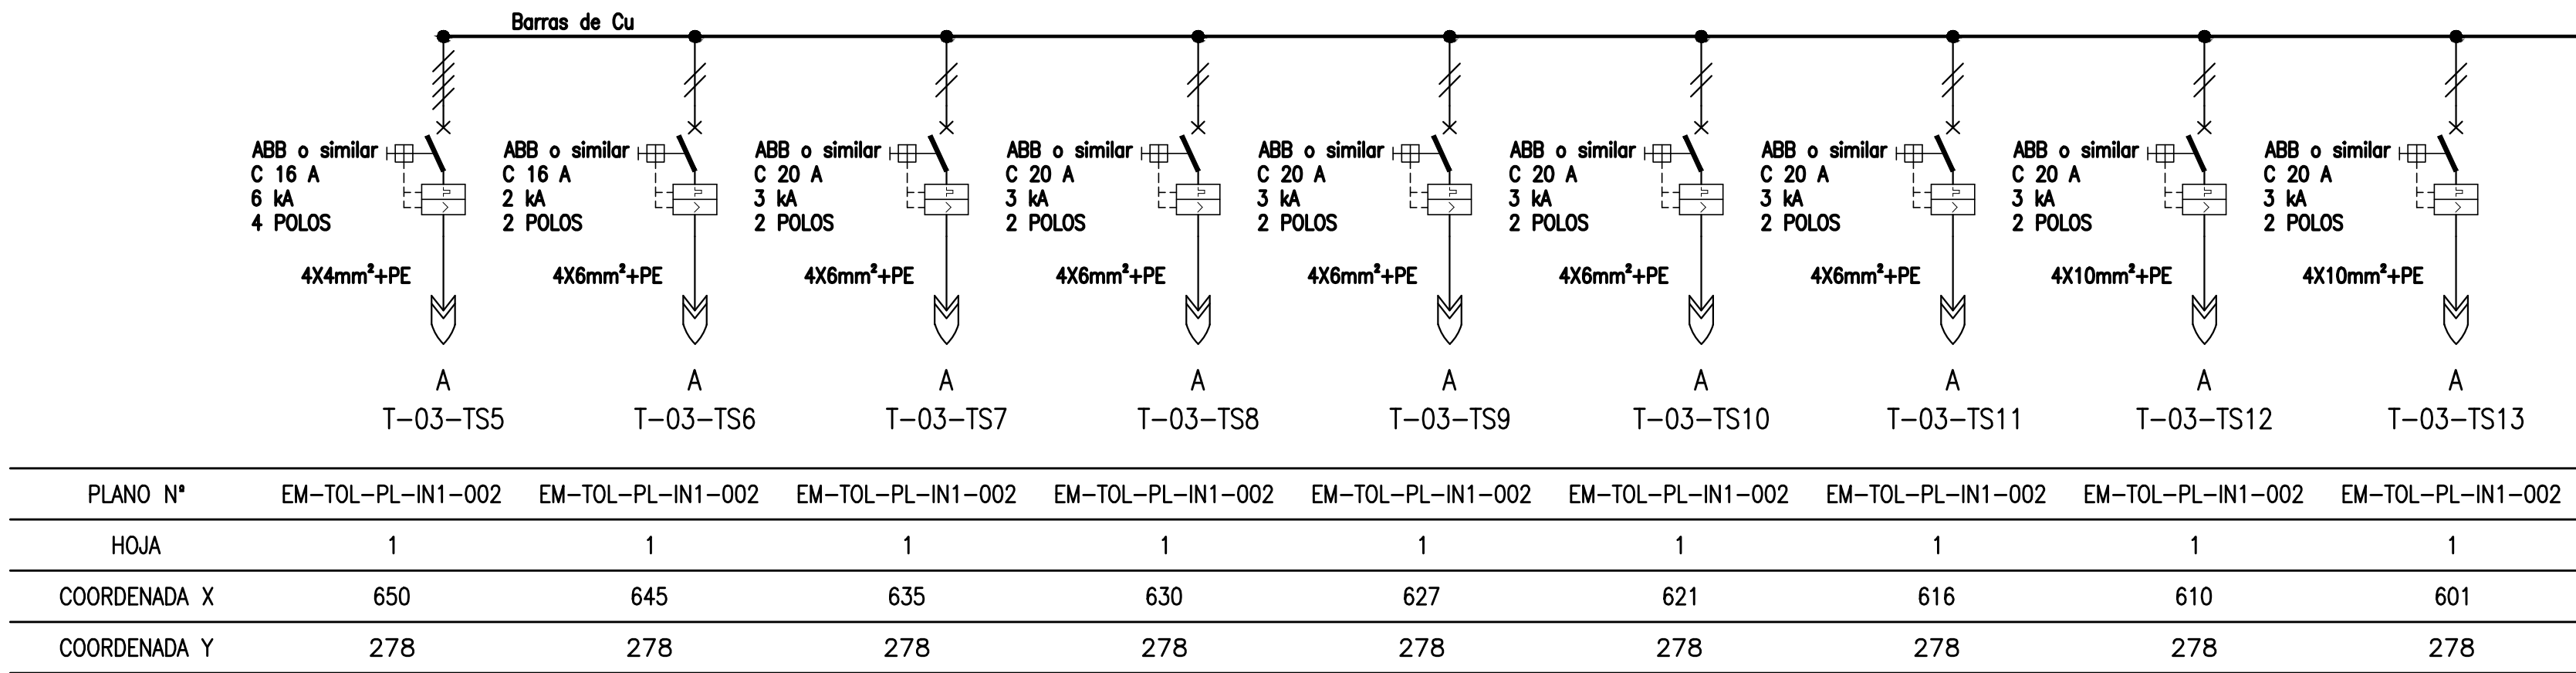 Barras de Cu
ABB o similar
C 16 A
6 kA
4 POLOS
4X4mm²+PE
A
T-03-TS5
ABB o similar
C 16 A
2 kA
2 POLOS
4X6mm²+PE
A
T-03-TS6
ABB o similar
C 20 A
3 kA
2 POLOS
4X6mm²+PE
A
T-03-TS7
ABB o similar
C 20 A
3 kA
2 POLOS
4X6mm²+PE
A
T-03-TS8
ABB o similar
C 20 A
3 kA
2 POLOS
4X6mm²+PE
A
T-03-TS9
ABB o similar
C 20 A
3 kA
2 POLOS
4X6mm²+PE
A
T-03-TS10
ABB o similar
C 20 A
3 kA
2 POLOS
4X6mm²+PE
A
T-03-TS11
ABB o similar
C 20 A
3 kA
2 POLOS
4X10mm²+PE
A
T-03-TS12
ABB o similar
C 20 A
3 kA
2 POLOS
4X10mm²+PE
A
T-03-TS13
PLANO Nº EM-TOL-PL-IN1-002 EM-TOL-PL-IN1-002 EM-TOL-PL-IN1-002 EM-TOL-PL-IN1-002 EM-TOL-PL-IN1-002 EM-TOL-PL-IN1-002 EM-TOL-PL-IN1-002 EM-TOL-PL-IN1-002 EM-TOL-PL-IN1-002
HOJA 1 1 1 1 1 1 1 1 1
COORDENADA X 650 645 635 630 627 621 616 610 601
COORDENADA Y 278 278 278 278 278 278 278 278 278